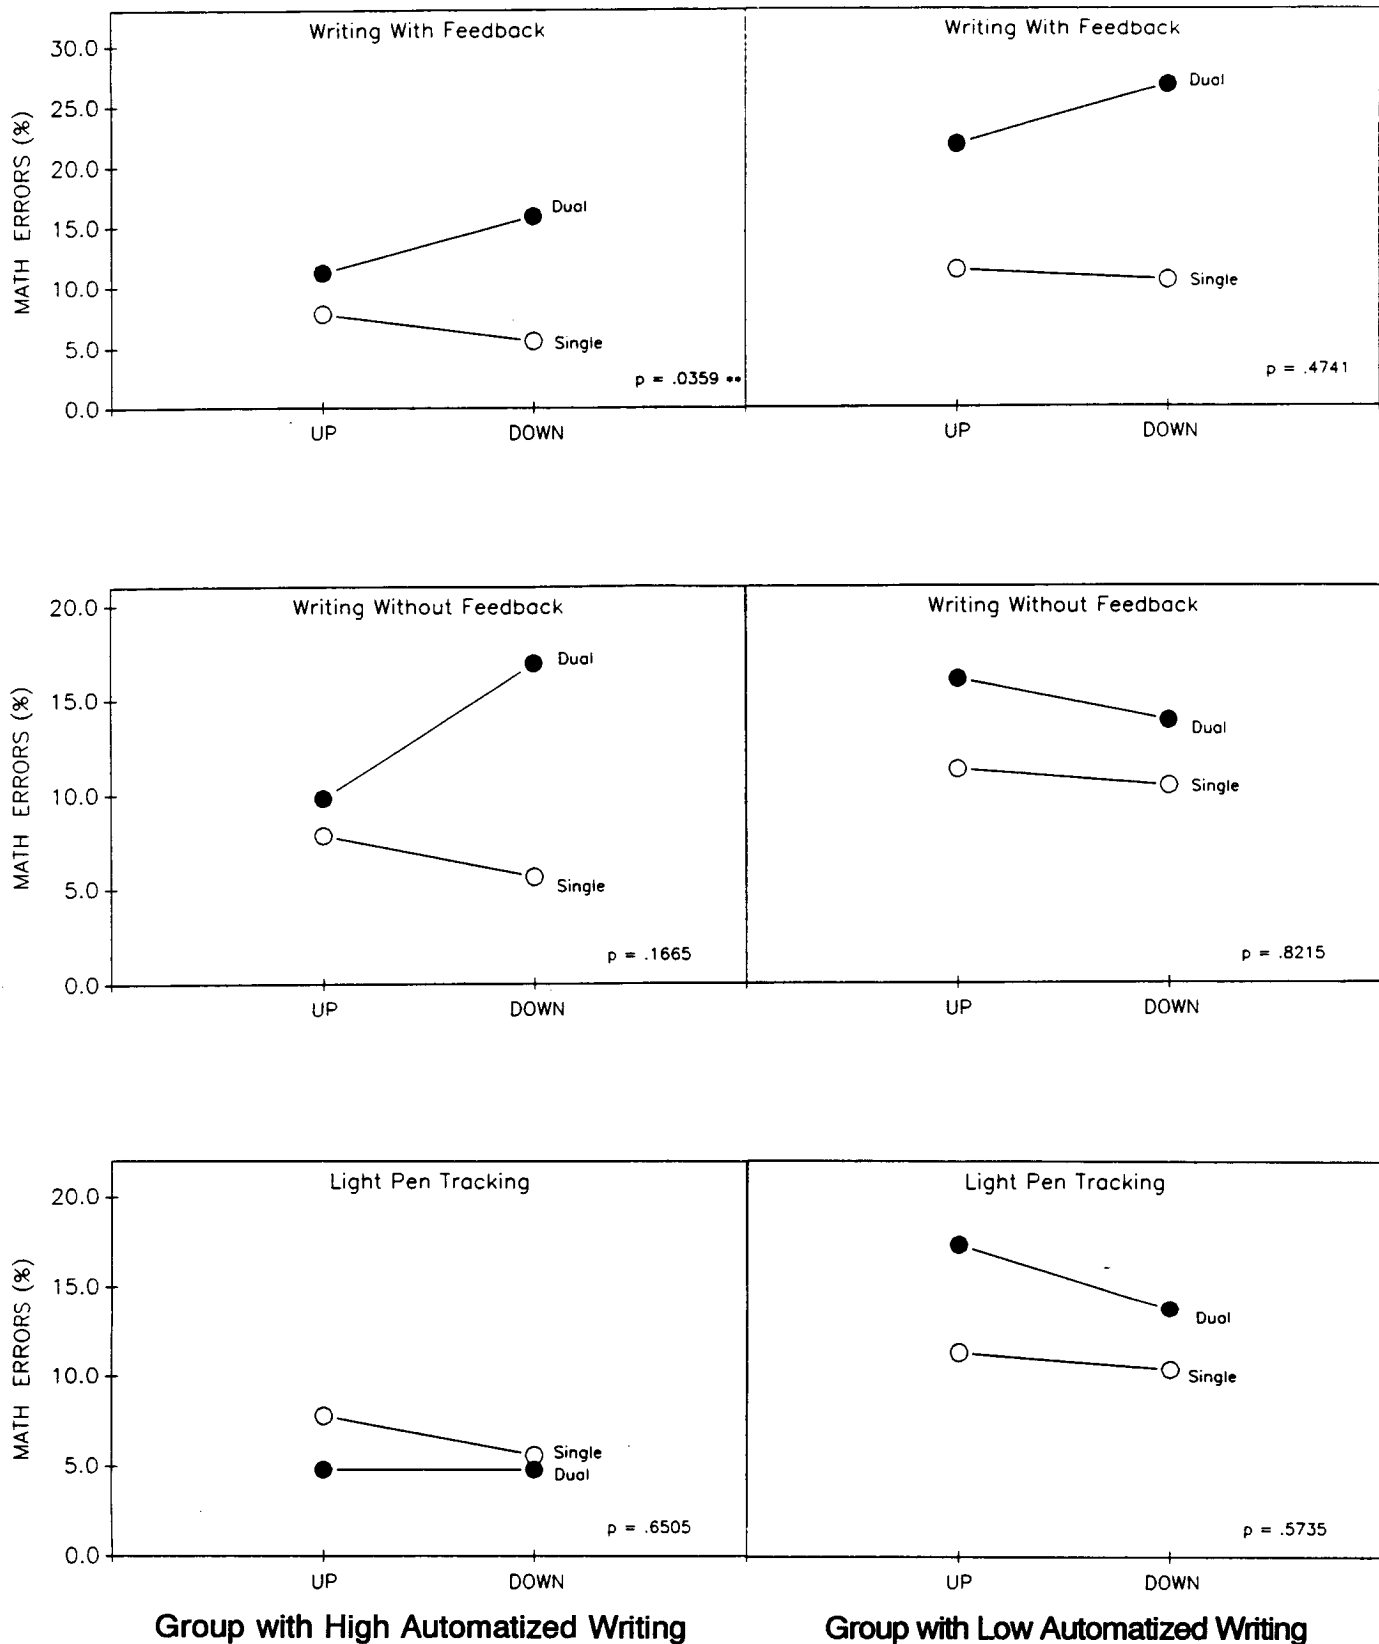 Writing With Feedback
Writing With Feedback
MATH ERRORS (%)
30.0
25.0
20.0
15.0
10.0
5.0
0.0
Dual
Single
p = .0359 **
Dual
Single
p = .4741
UP
DOWN
UP
DOWN
Writing Without Feedback
Writing Without Feedback
MATH ERRORS (%)
20.0
15.0
10.0
5.0
0.0
Dual
Single
p = .1665
Dual
Single
p = .8215
UP
DOWN
UP
DOWN
Light Pen Tracking
Light Pen Tracking
MATH ERRORS (%)
20.0
15.0
10.0
5.0
0.0
Single
Dual
p = .6505
Dual
Single
p = .5735
UP
DOWN
UP
DOWN
Group with High Automatized Writing
Group with Low Automatized Writing